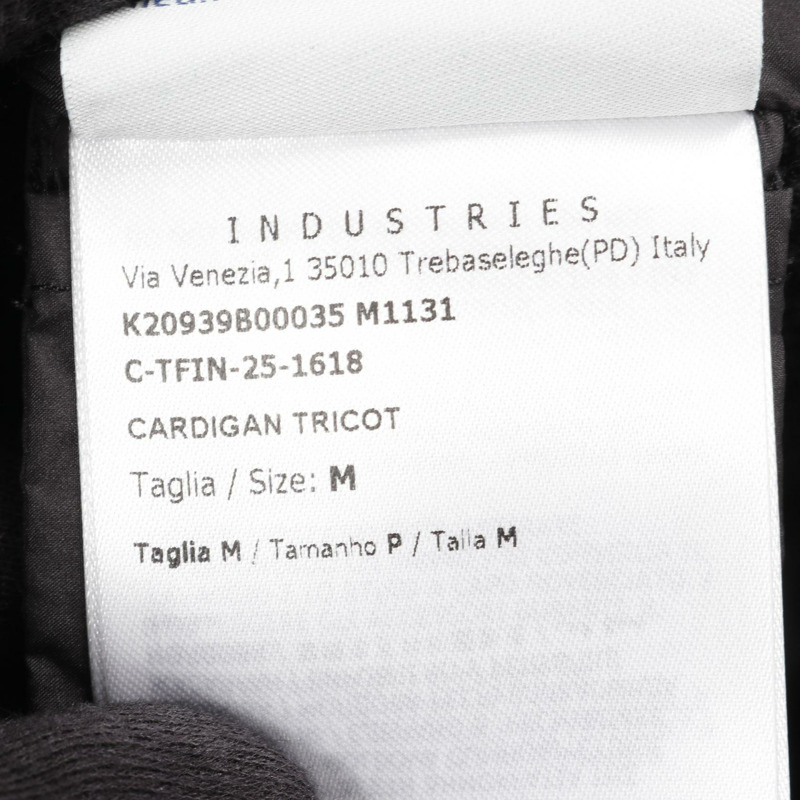 I N D U S T R I E S
Via Venezia,1 35010 Trebaseleghe(PD) Italy
K20939B00035 M1131
C-TFIN-25-1618
CARDIGAN TRICOT
Taglia / Size: M
Taglia M / Tamanho P / Talla M